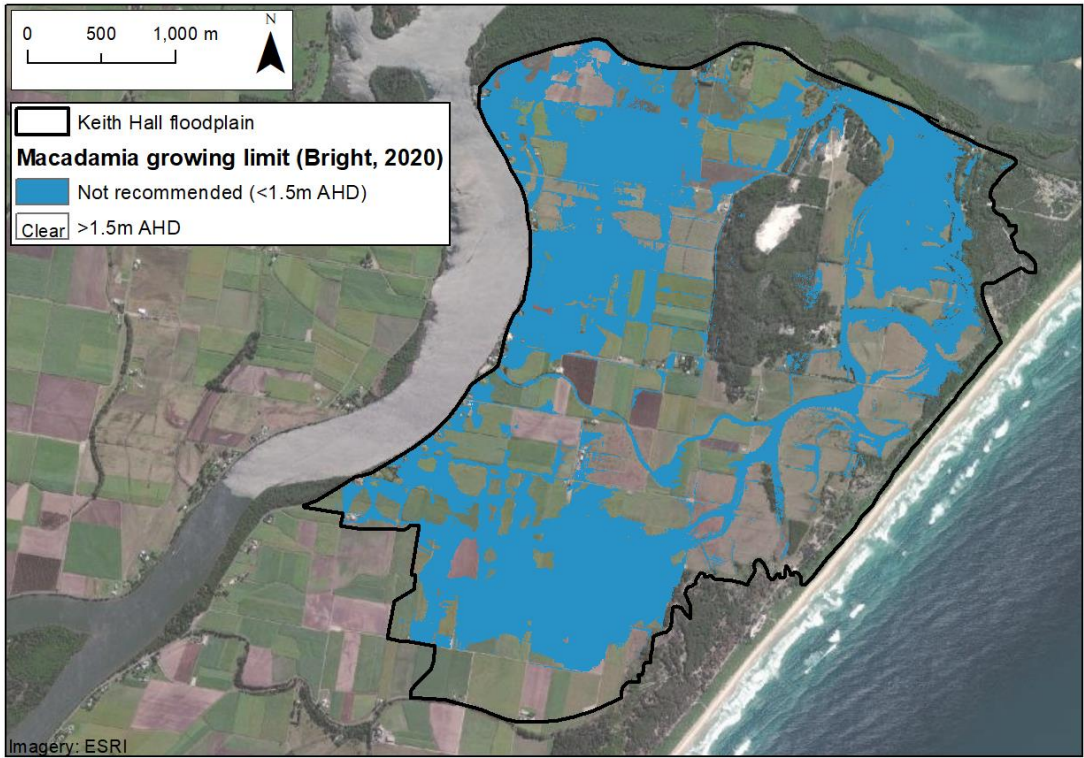 N
0 500 1,000 m
Keith Hall floodplain
Macadamia growing limit (Bright, 2020)
Not recommended (<1.5m AHD)
Clear >1.5m AHD
Imagery: ESRI